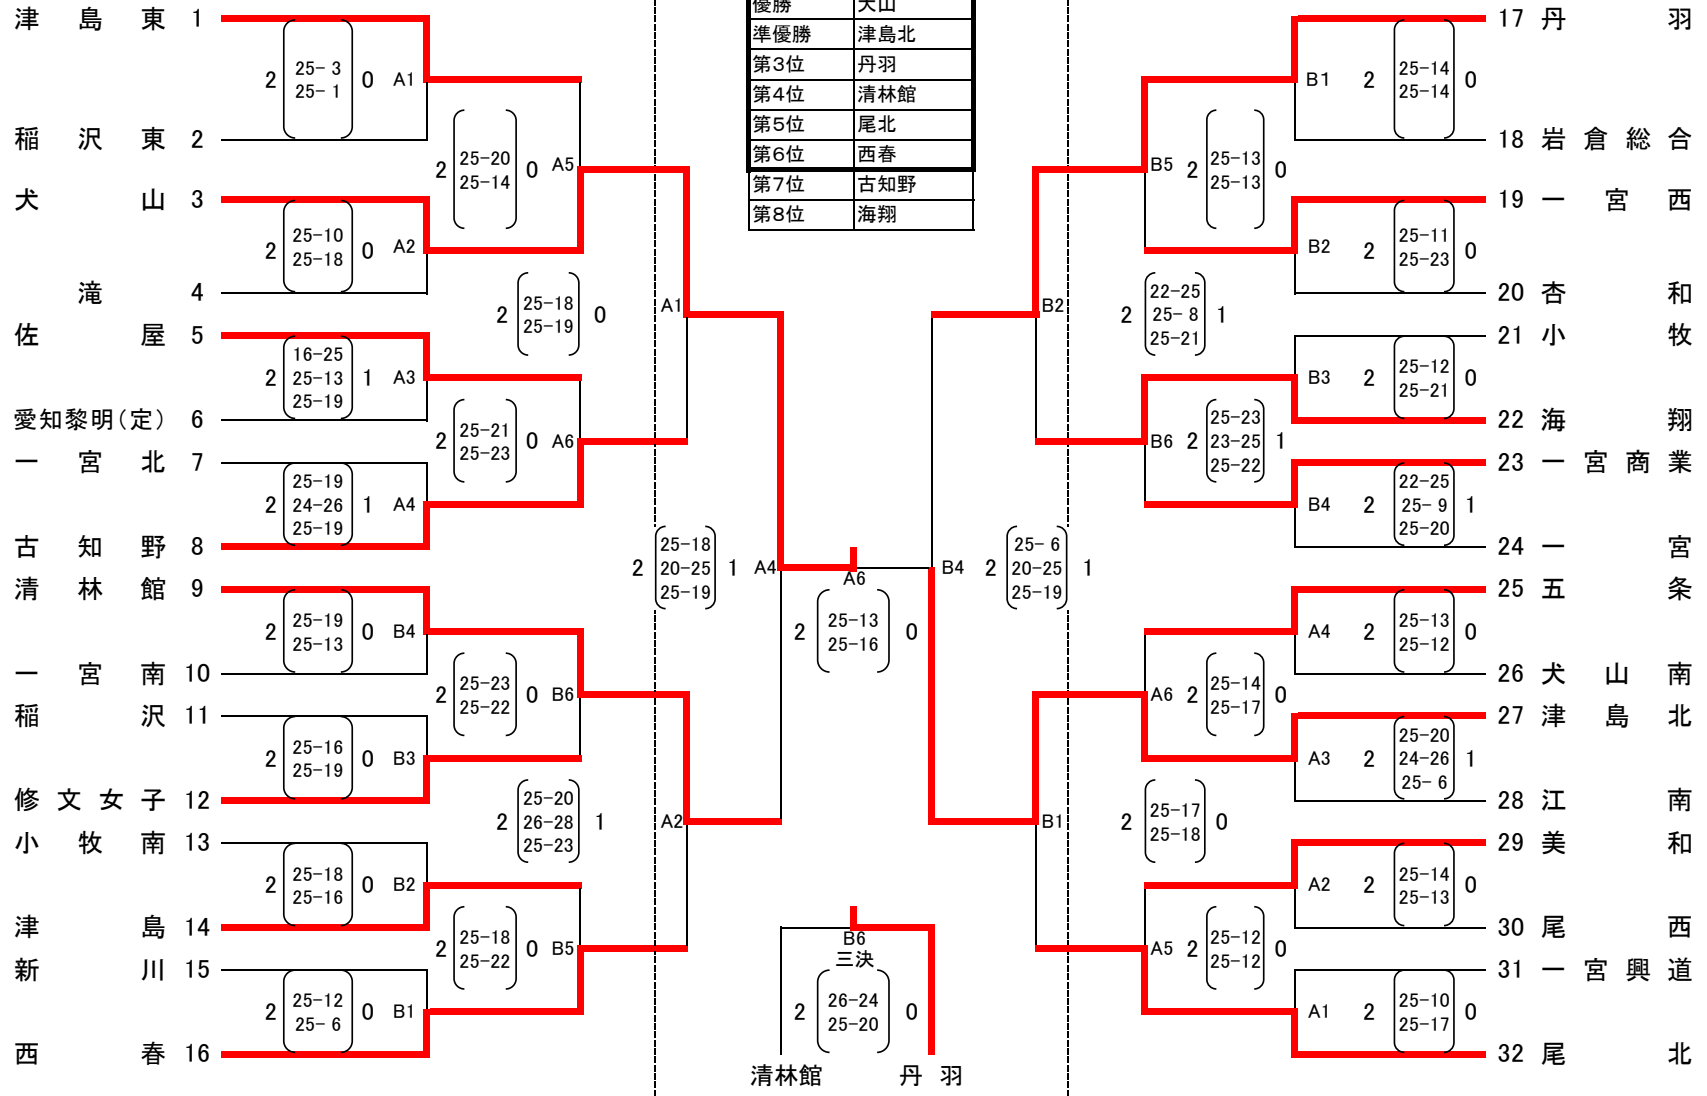 優勝 犬山
準優勝 津島北
第3位 丹羽
第4位 清林館
第5位 尾北
第6位 西春
第7位 古知野
第8位 海翔
津島東 1
2 25-3 0 A1
25-1
稲沢東 2
2 25-20 0 A5
25-14
犬山 3
2 25-10 0 A2
25-18
滝 4
2 25-18 0 A1
25-19
佐屋 5
16-25
2 25-13 1 A3
25-19
愛知黎明(定) 6
2 25-21 0 A6
25-23
一宮北 7
25-19
2 24-26 1 A4
25-19
古知野 8
25-18
2 20-25 1 A4
25-19
清林館 9
2 25-19 0 B4
25-13
一宮南 10
2 25-23 0 B6
25-22
稲沢 11
2 25-16 0 B3
25-19
修文女子 12
25-20
2 26-28 1 A2
25-23
小牧南 13
2 25-18 0 B2
25-16
津島 14
2 25-18 0 B5
25-22
新川 15
2 25-12 0 B1
25-6
西春 16
A6
2 25-13 0
25-16
B6
三決
2 26-24 0
25-20
清林館 丹羽
17 丹羽
B1 2 25-14 0
25-14
18 岩倉総合
B5 2 25-13 0
25-13
19 一宮西
B2 2 25-11 0
25-23
20 杏和
22-25
B2 2 25-8 1
25-21
21 小牧
B3 2 25-12 0
25-21
22 海翔
25-23
B6 2 23-25 1
25-22
23 一宮商業
22-25
B4 2 25-9 1
25-20
24 一宮
25-6
B4 2 20-25 1
25-19
25 五条
A4 2 25-13 0
25-12
26 犬山南
A6 2 25-14 0
25-17
27 津島北
25-20
A3 2 24-26 1
25-6
28 江南
B1 2 25-17 0
25-18
29 美和
A2 2 25-14 0
25-13
30 尾西
A5 2 25-12 0
25-12
31 一宮興道
A1 2 25-10 0
25-17
32 尾北